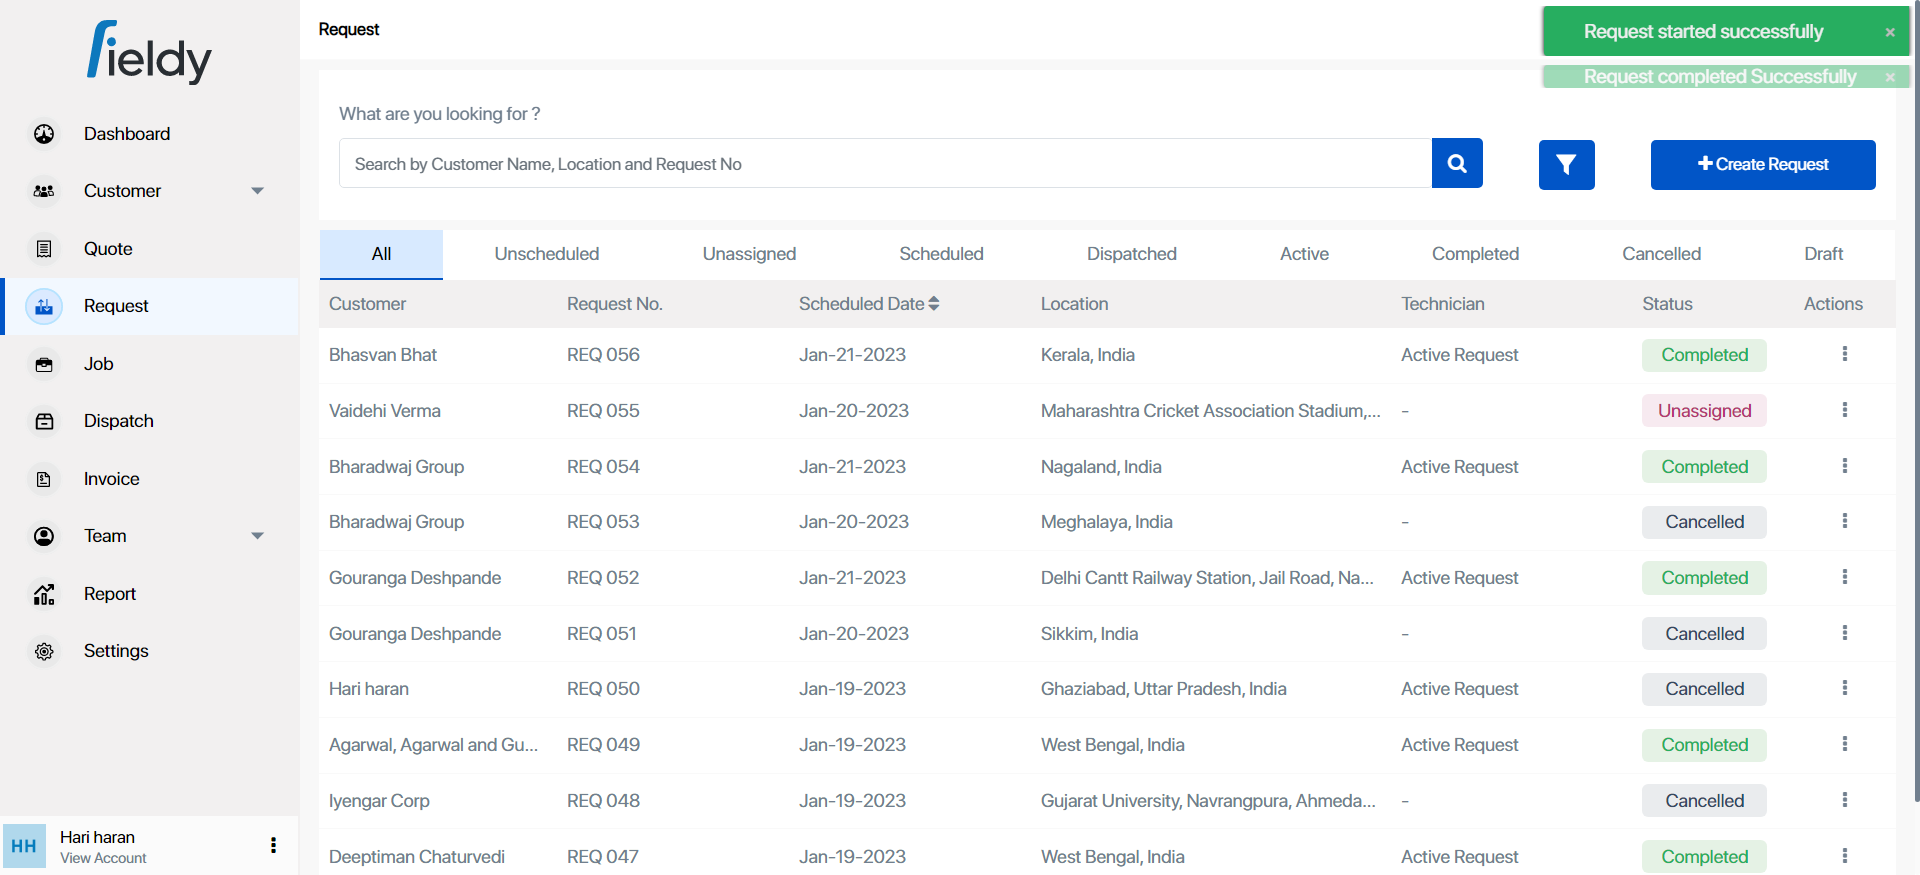 fieldy
Dashboard
Customer
Quote
Request
Job
Dispatch
Invoice
Team
Report
Settings
HH
Hari haran
View Account
Request
Request started successfully ×
Request completed Successfully ×
What are you looking for ?
Search by Customer Name, Location and Request No
Create Request
All Unscheduled Unassigned Scheduled Dispatched Active Completed Cancelled Draft
Customer Request No. Scheduled Date Location Technician Status Actions
Bhasvan Bhat REQ 056 Jan-21-2023 Kerala, India Active Request Completed
Vaidehi Verma REQ 055 Jan-20-2023 Maharashtra Cricket Association Stadium,... - Unassigned
Bharadwaj Group REQ 054 Jan-21-2023 Nagaland, India Active Request Completed
Bharadwaj Group REQ 053 Jan-20-2023 Meghalaya, India - Cancelled
Gouranga Deshpande REQ 052 Jan-21-2023 Delhi Cantt Railway Station, Jail Road, Na... Active Request Completed
Gouranga Deshpande REQ 051 Jan-20-2023 Sikkim, India - Cancelled
Hari haran REQ 050 Jan-19-2023 Ghaziabad, Uttar Pradesh, India Active Request Cancelled
Agarwal, Agarwal and Gu... REQ 049 Jan-19-2023 West Bengal, India Active Request Completed
Iyengar Corp REQ 048 Jan-19-2023 Gujarat University, Navrangpura, Ahmeda... - Cancelled
Deeptiman Chaturvedi REQ 047 Jan-19-2023 West Bengal, India Active Request Completed